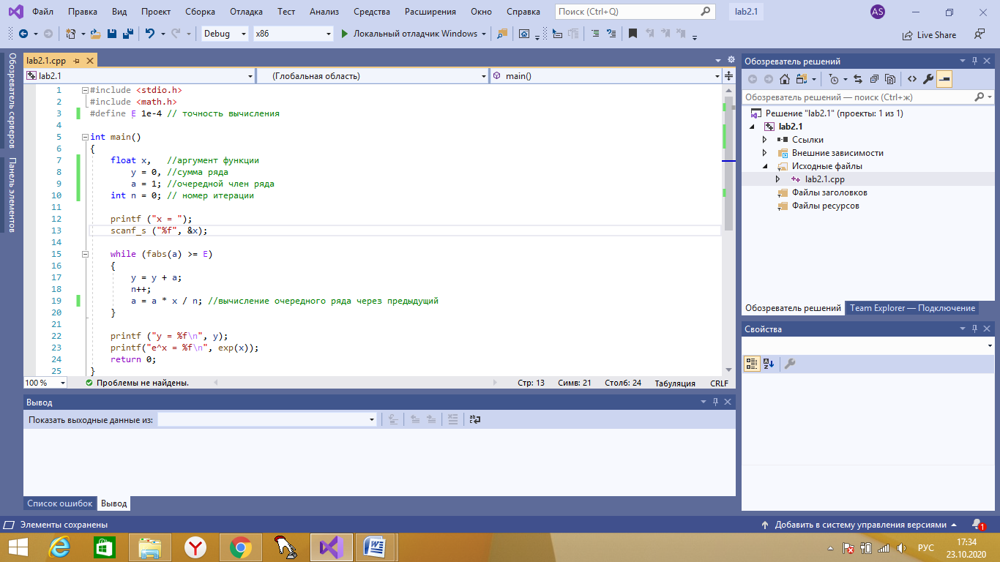 Файл Правка Вид Проект Сборка Отладка Тест Анализ Средства Расширения Окно Справка Поиск (Ctrl+Q) lab2.1 AS
Debug x86 Локальный отладчик Windows Live Share
Обозреватель серверов
Панель элементов
lab2.1.cpp
lab2.1 (Глобальная область) main()
1 #include <stdio.h>
2 #include <math.h>
3 #define E 1e-4 // точность вычисления
4
5 int main()
6 {
7 float x, //аргумент функции
8 y = 0, //сумма ряда
9 a = 1; //очередной член ряда
10 int n = 0; // номер итерации
11
12 printf ("x = ");
13 scanf_s ("%f", &x);
14
15 while (fabs(a) >= E)
16 {
17 y = y + a;
18 n++;
19 a = a * x / n; //вычисление очередного ряда через предыдущий
20 }
21
22 printf ("y = %f\n", y);
23 printf("e^x = %f\n", exp(x));
24 return 0;
25 }
100 % Проблемы не найдены. Стр: 13 Симв: 21 Столб: 24 Табуляция CRLF
Вывод
Показать выходные данные из:
Список ошибок Вывод
Обозреватель решений
Обозреватель решений — поиск (Ctrl+ж)
Решение "lab2.1" (проекты: 1 из 1)
lab2.1
Ссылки
Внешние зависимости
Исходные файлы
lab2.1.cpp
Файлы заголовков
Файлы ресурсов
Обозреватель решений Team Explorer — Подключение
Свойства
Элементы сохранены Добавить в систему управления версиями 1
РУС 17:34
23.10.2020